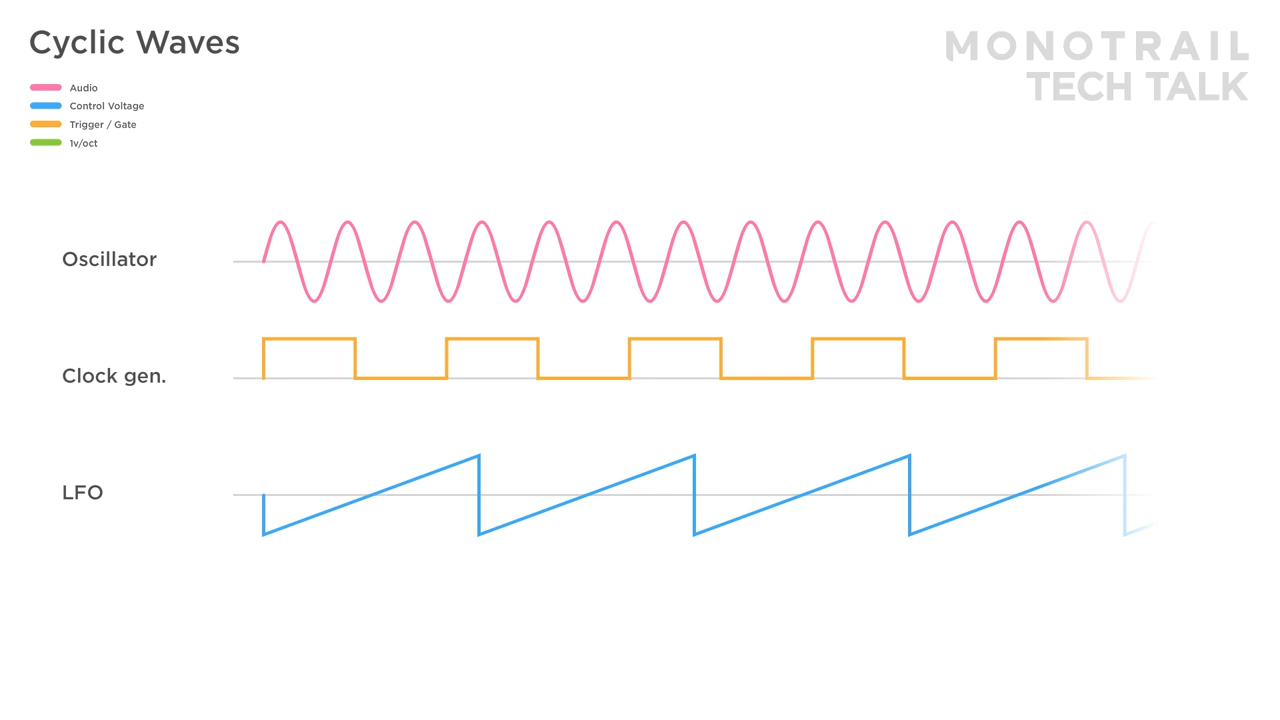 Cyclic Waves
MONOTRAIL
TECH TALK
Audio
Control Voltage
Trigger / Gate
1v/oct
Oscillator
Clock gen.
LFO